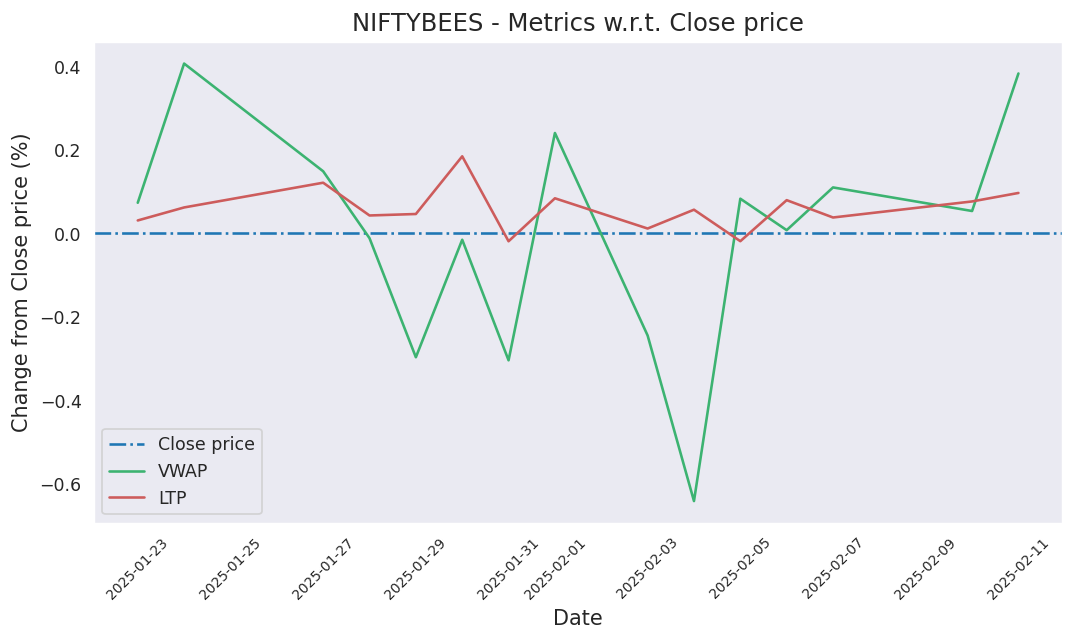 NIFTYBEES - Metrics w.r.t. Close price
Change from Close price (%)
0.4
0.2
0.0
−0.2
−0.4
−0.6
Close price
VWAP
LTP
2025-01-23
2025-01-25
2025-01-27
2025-01-29
2025-01-31
2025-02-01
2025-02-03
2025-02-05
2025-02-07
2025-02-09
2025-02-11
Date